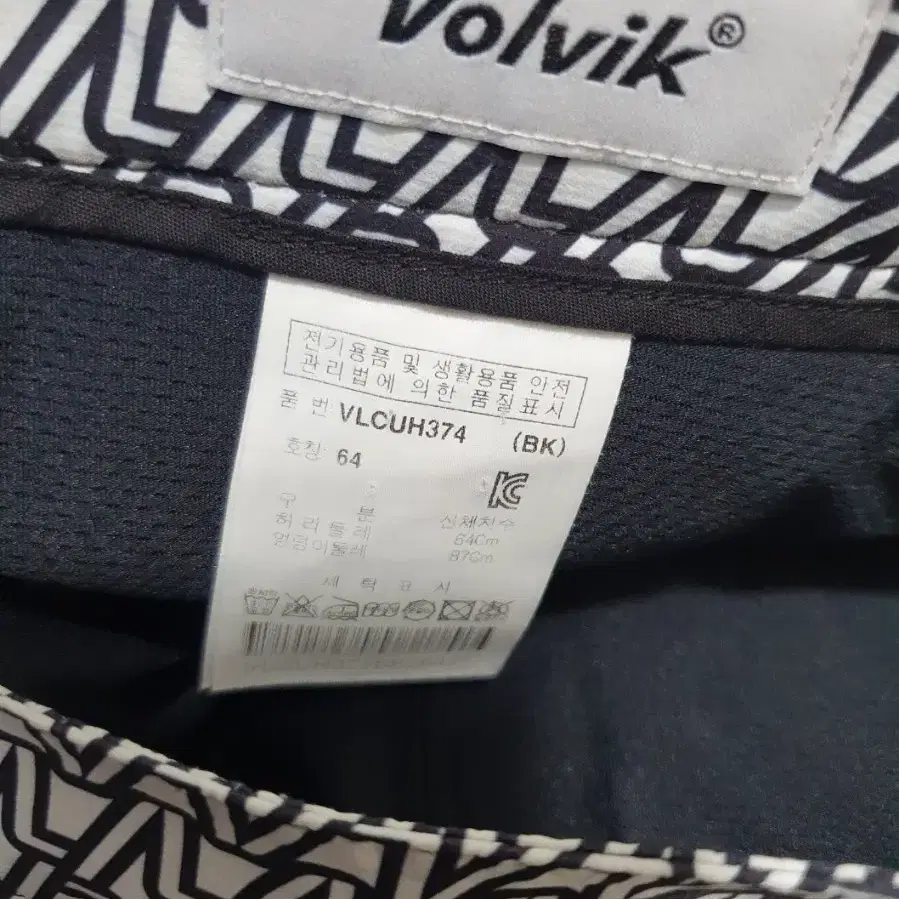 Volvik®
전기용품 및 생활용품 안전
관리법에 의한 품질표시
품 번 VLCUH374 (BK)
호칭 64
구 분 신체치수
허 리 둘 레 64Cm
엉덩이둘레 87Cm
세 탁 표 시